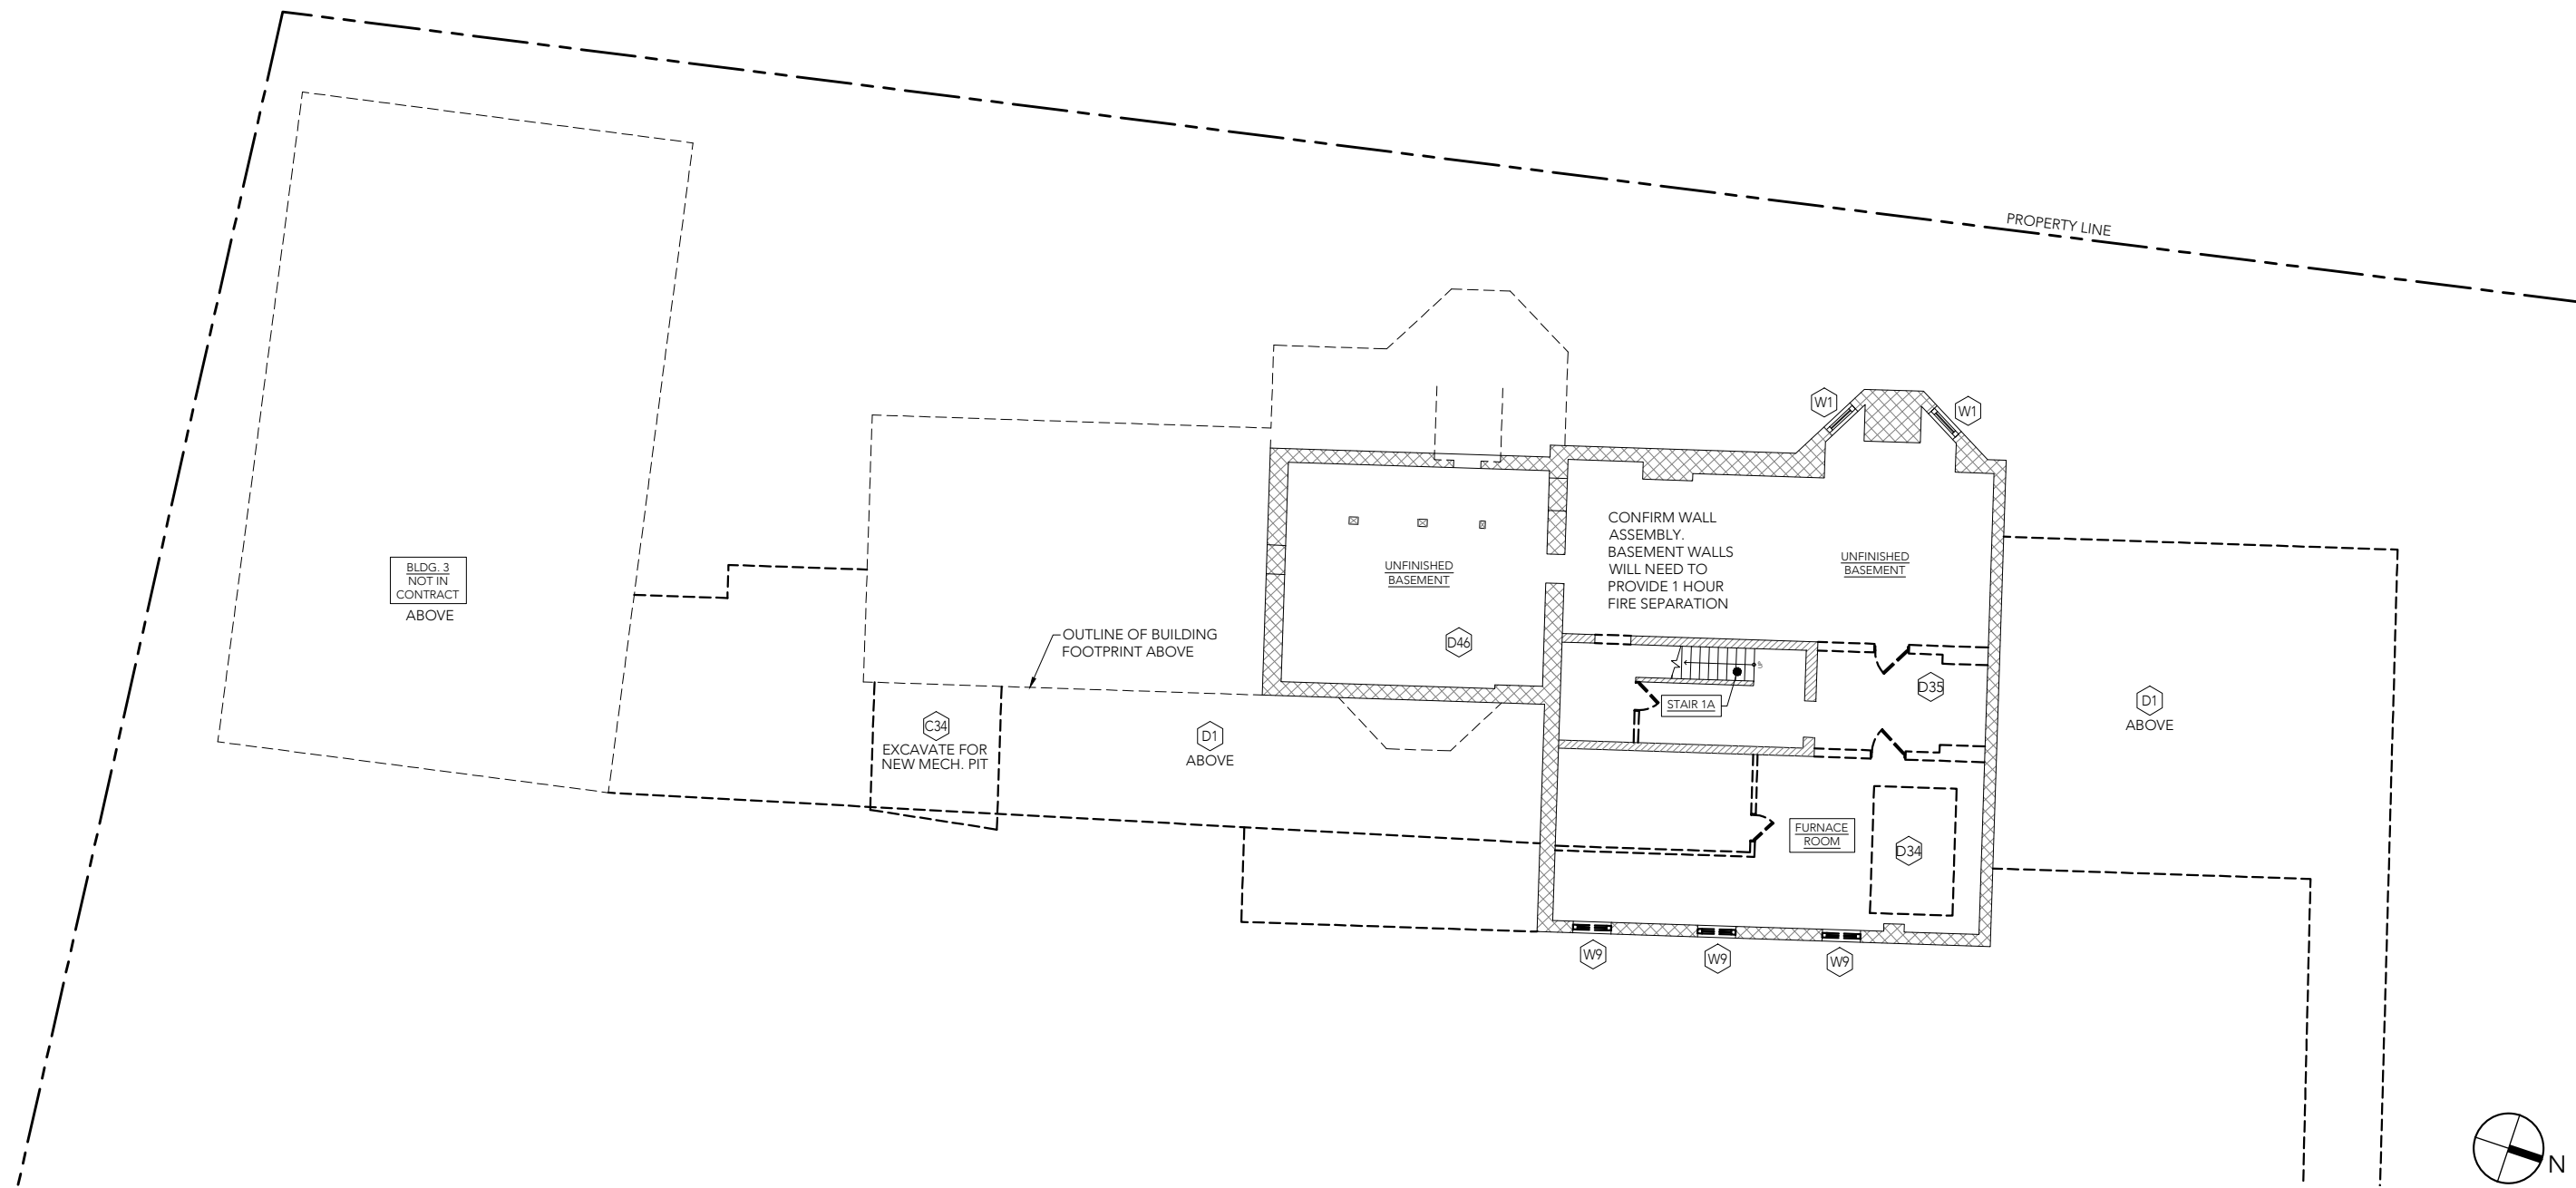 PROPERTY LINE
W1
W1
CONFIRM WALL
ASSEMBLY.
BASEMENT WALLS
WILL NEED TO
PROVIDE 1 HOUR
FIRE SEPARATION
UNFINISHED
BASEMENT
UNFINISHED
BASEMENT
BLDG. 3
NOT IN
CONTRACT
ABOVE
OUTLINE OF BUILDING
FOOTPRINT ABOVE
D46
D35
STAIR 1A
D1
ABOVE
C34
EXCAVATE FOR
NEW MECH. PIT
D1
ABOVE
FURNACE
ROOM
D34
W9
W9
W9
N